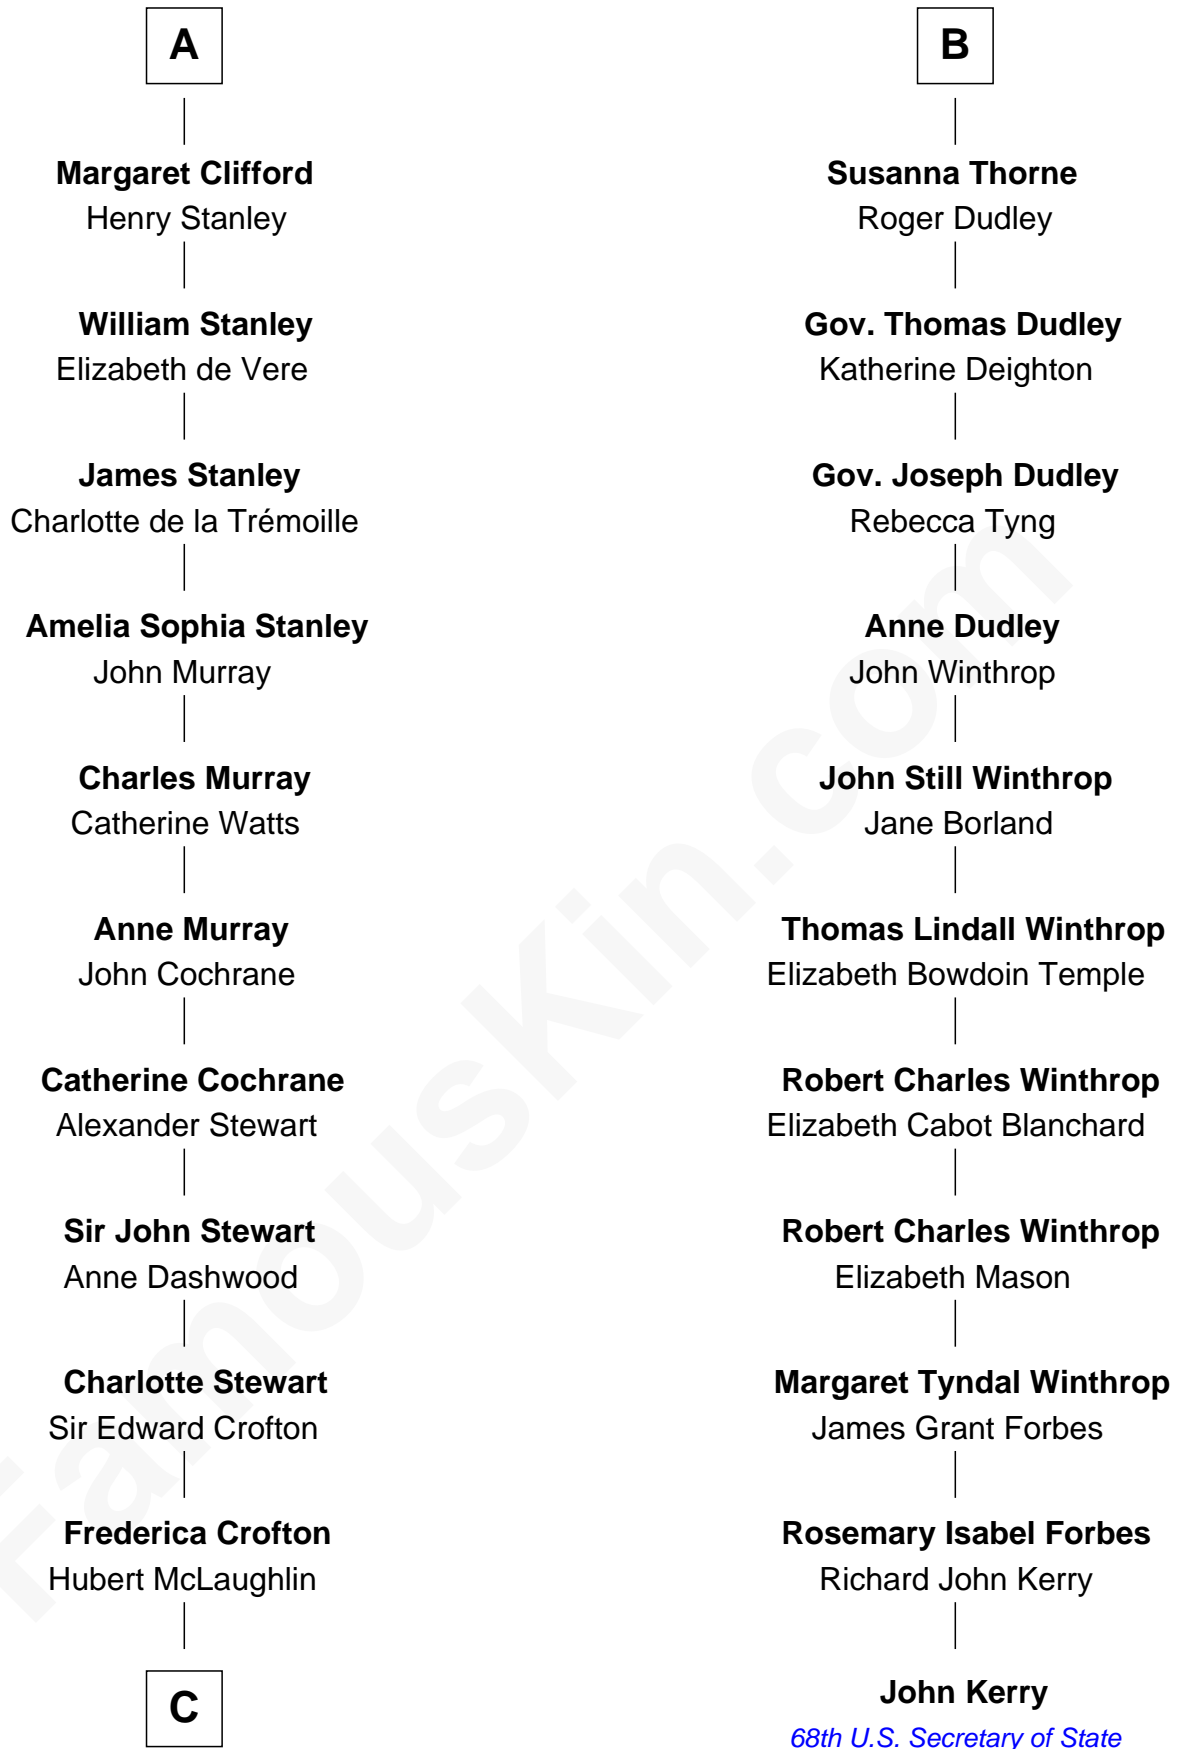 A
Margaret Clifford
Henry Stanley
William Stanley
Elizabeth de Vere
James Stanley
Charlotte de la Trémoille
Amelia Sophia Stanley
John Murray
Charles Murray
Catherine Watts
Anne Murray
John Cochrane
Catherine Cochrane
Alexander Stewart
Sir John Stewart
Anne Dashwood
Charlotte Stewart
Sir Edward Crofton
Frederica Crofton
Hubert McLaughlin
C
B
Susanna Thorne
Roger Dudley
Gov. Thomas Dudley
Katherine Deighton
Gov. Joseph Dudley
Rebecca Tyng
Anne Dudley
John Winthrop
John Still Winthrop
Jane Borland
Thomas Lindall Winthrop
Elizabeth Bowdoin Temple
Robert Charles Winthrop
Elizabeth Cabot Blanchard
Robert Charles Winthrop
Elizabeth Mason
Margaret Tyndal Winthrop
James Grant Forbes
Rosemary Isabel Forbes
Richard John Kerry
John Kerry
68th U.S. Secretary of State
FamousKin.com